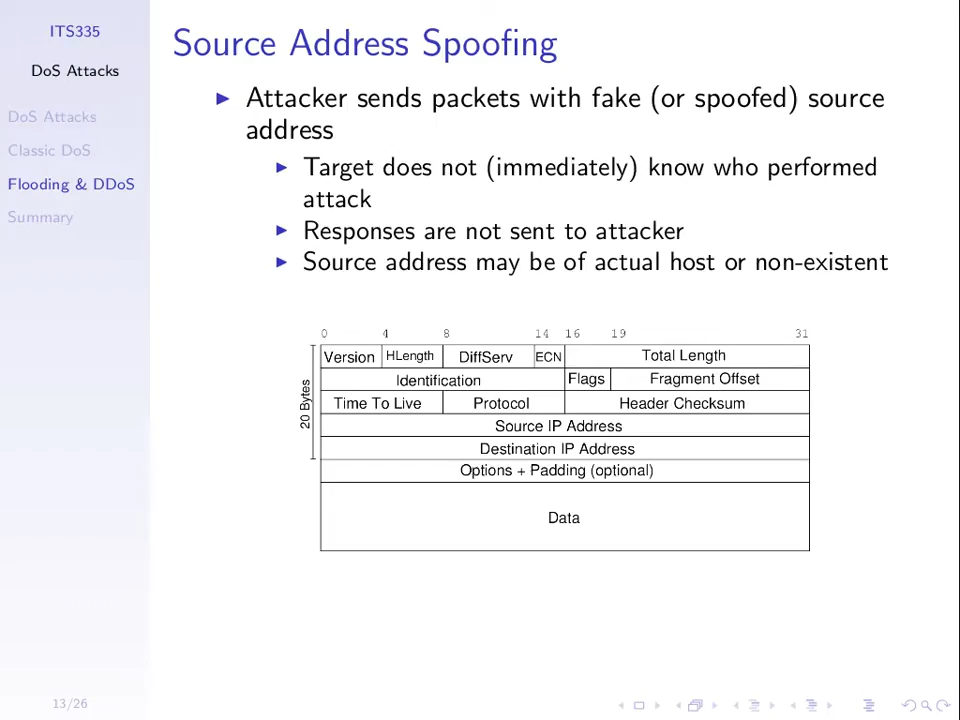 ITS335
DoS Attacks
DoS Attacks
Classic DoS
Flooding & DDoS
Summary
Source Address Spoofing
Attacker sends packets with fake (or spoofed) source
address
Target does not (immediately) know who performed
attack
Responses are not sent to attacker
Source address may be of actual host or non-existent
0 4 8 14 16 19 31
Version HLength DiffServ ECN Total Length
Identification Flags Fragment Offset
Time To Live Protocol Header Checksum
Source IP Address
Destination IP Address
Options + Padding (optional)
Data
20 Bytes
13/26